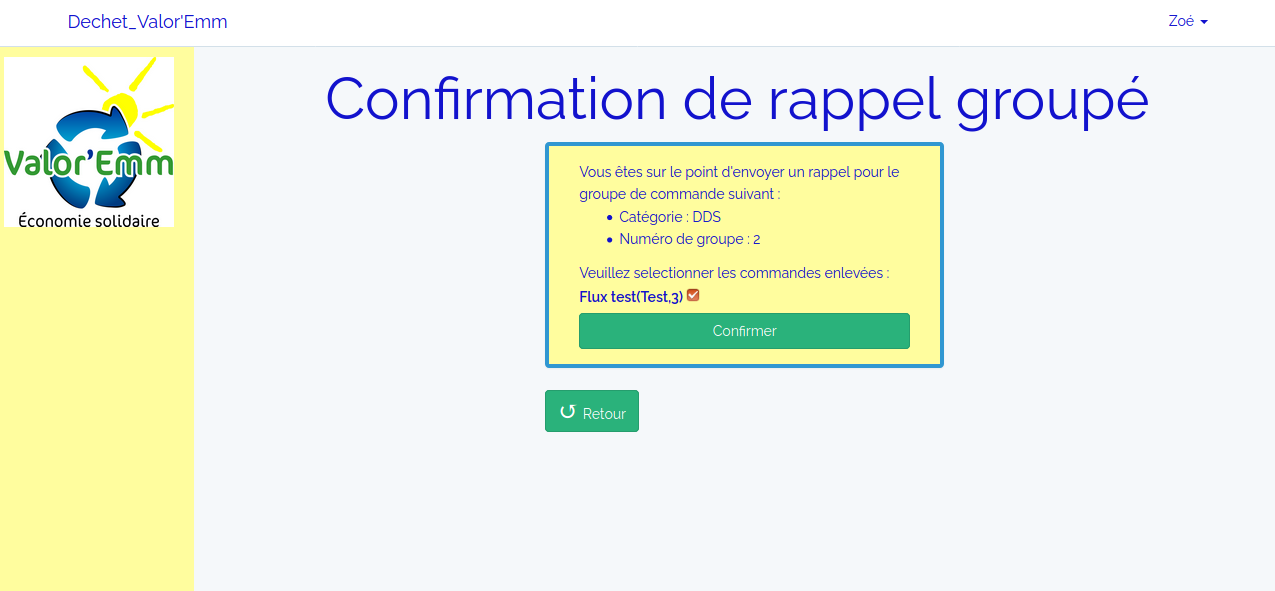 Dechet_Valor'Emm
Zoé
Valor'Emm
Économie solidaire
Confirmation de rappel groupé
Vous êtes sur le point d'envoyer un rappel pour le
groupe de commande suivant :
Catégorie : DDS
Numéro de groupe : 2
Veuillez selectionner les commandes enlevées :
Flux test(Test,3)
Confirmer
Retour